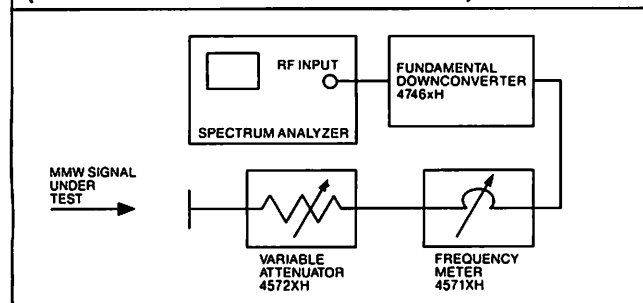 RF INPUT
SPECTRUM ANALYZER
FUNDAMENTAL
DOWNCONVERTER
4746xH
MMW SIGNAL
UNDER
TEST
VARIABLE
ATTENUATOR
4572XH
FREQUENCY
METER
4571XH